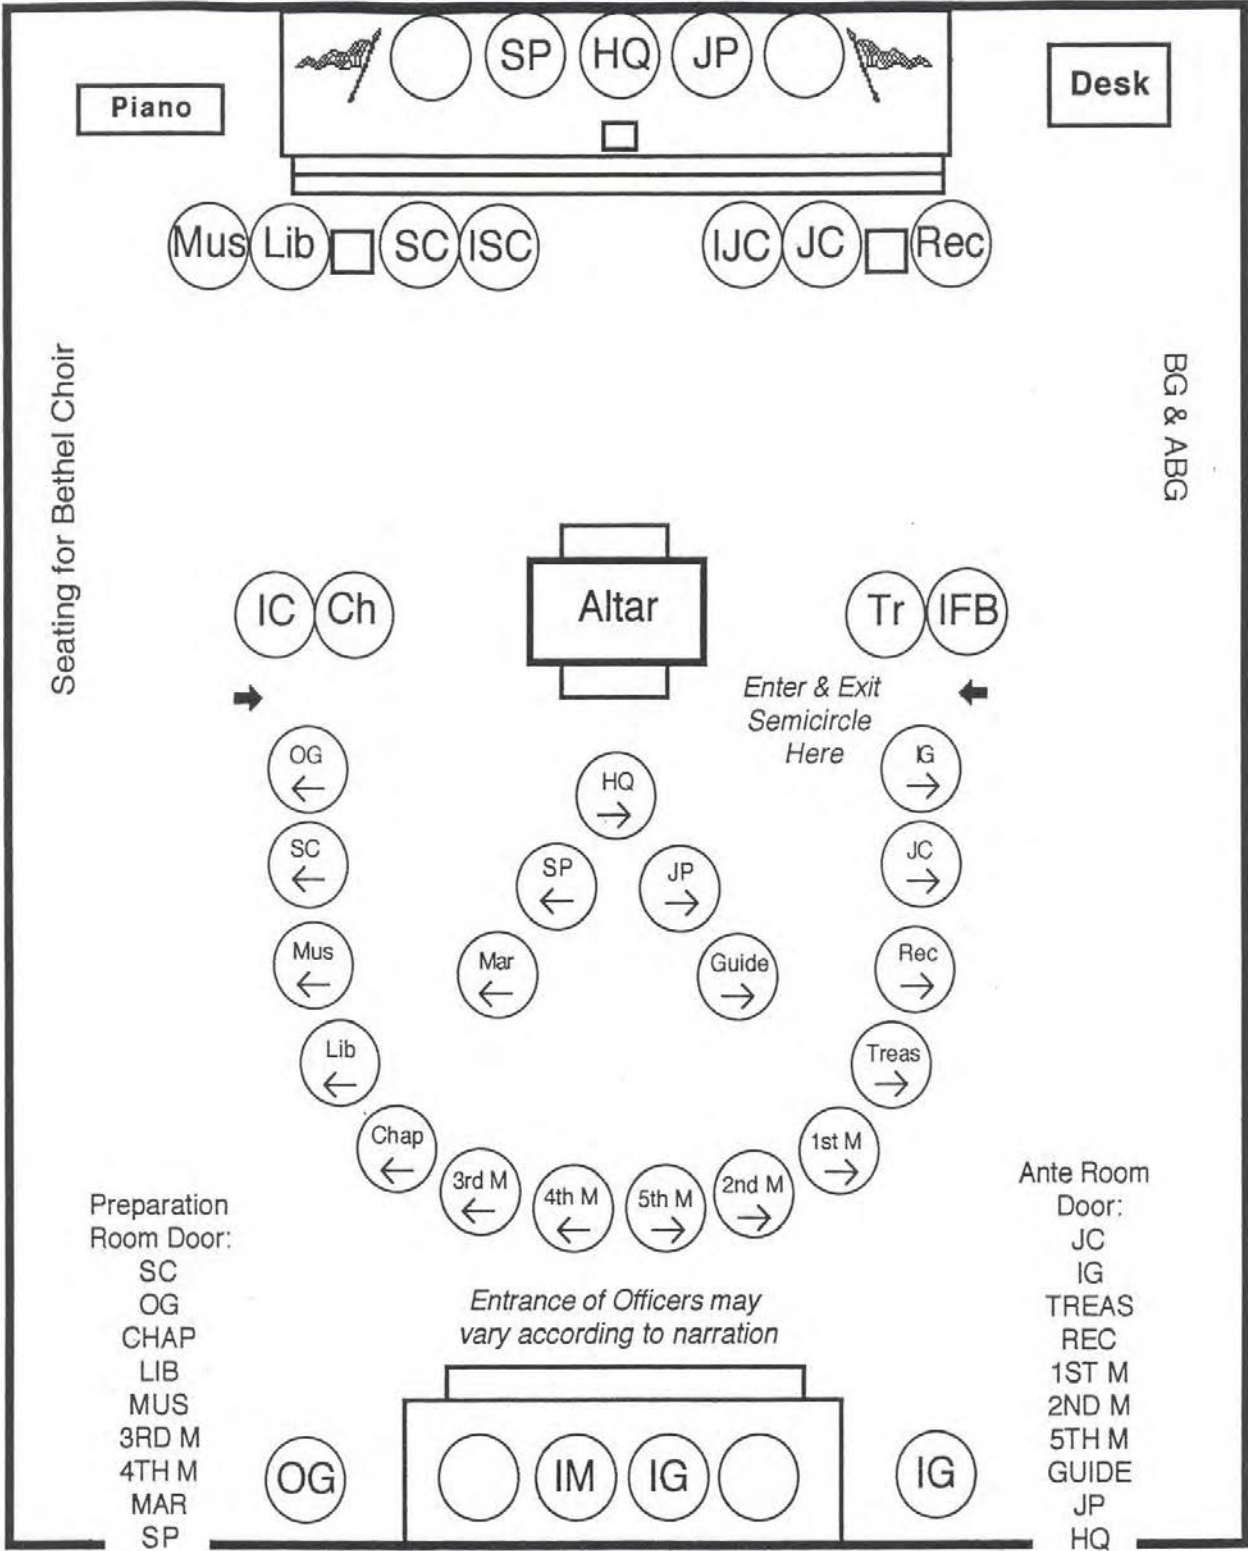 SP HQ JP
Piano
Desk
Mus Lib SC ISC IJC JC Rec
Seating for Bethel Choir
BG & ABG
IC Ch
Altar
Tr IFB
Enter & Exit
Semicircle
Here
OG
SC
Mus
Lib
Chap
3rd M
4th M
5th M
2nd M
1st M
Treas
Rec
JC
IG
HQ
SP
JP
Mar
Guide
Preparation
Room Door:
SC
OG
CHAP
LIB
MUS
3RD M
4TH M
MAR
SP
Entrance of Officers may
vary according to narration
Ante Room
Door:
JC
IG
TREAS
REC
1ST M
2ND M
5TH M
GUIDE
JP
HQ
OG
IM IG
IG